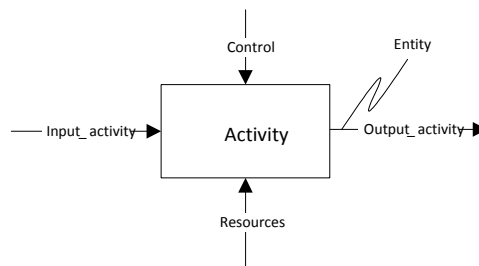 Control
Entity
Input_activity
Activity
Output_activity
Resources